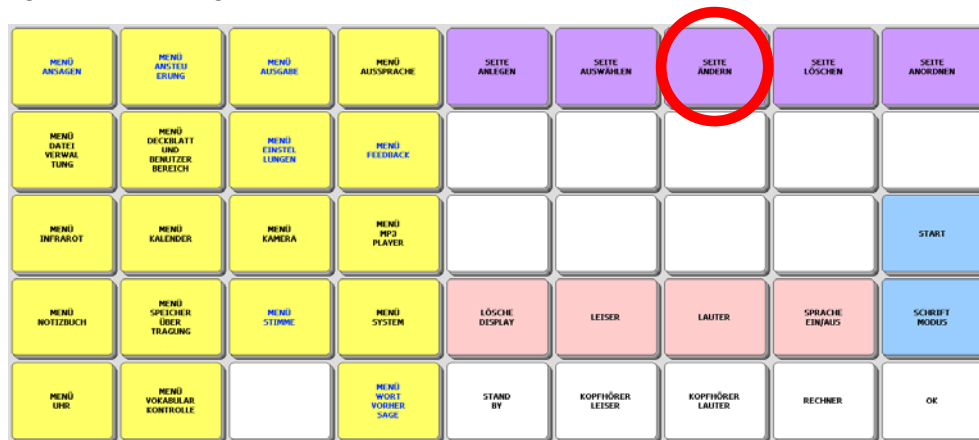 MENÜ
ANSAGEN
MENÜ
ANSTEU
ERUNG
MENÜ
AUSGABE
MENÜ
AUSSPRACHE
SEITE
ANLEGEN
SEITE
AUSWÄHLEN
SEITE
ÄNDERN
SEITE
LÖSCHEN
SEITE
ANORDNEN
MENÜ
DATEI
VERWAL
TUNG
MENÜ
DECKBLATT
UND
BENUTZER
BEREICH
MENÜ
EINSTEL
LUNGEN
MENÜ
FEEDBACK
MENÜ
INFRAROT
MENÜ
KALENDER
MENÜ
KAMERA
MENÜ
MP3
PLAYER
START
MENÜ
NOTIZBUCH
MENÜ
SPEICHER
ÜBER
TRAGUNG
MENÜ
STIMME
MENÜ
SYSTEM
LÖSCHE
DISPLAY
LEISER
LAUTER
SPRACHE
EIN/AUS
SCHRIFT
MODUS
MENÜ
UHR
MENÜ
VOKABULAR
KONTROLLE
MENÜ
WORT
VORHER
SAGE
STAND
BY
KOPFHÖRER
LEISER
KOPFHÖRER
LAUTER
RECHNER
OK